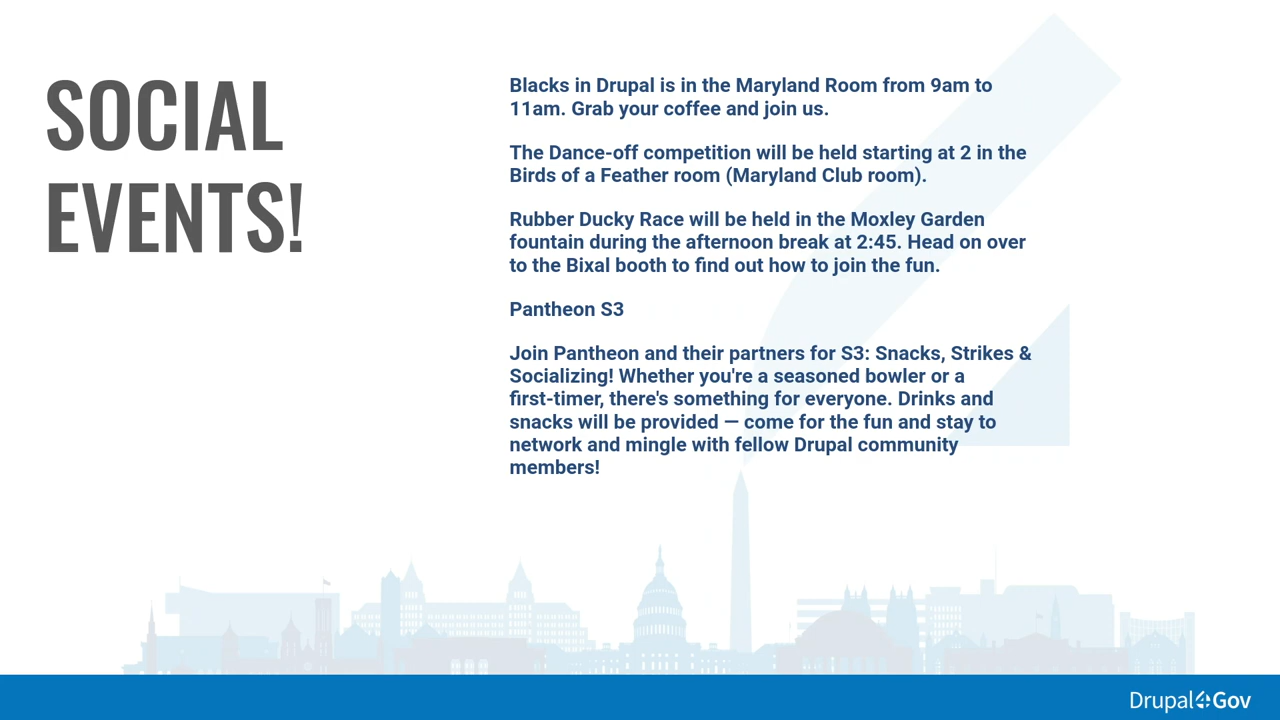 SOCIAL
EVENTS!
Blacks in Drupal is in the Maryland Room from 9am to
11am. Grab your coffee and join us.
The Dance-off competition will be held starting at 2 in the
Birds of a Feather room (Maryland Club room).
Rubber Ducky Race will be held in the Moxley Garden
fountain during the afternoon break at 2:45. Head on over
to the Bixal booth to find out how to join the fun.
Pantheon S3
Join Pantheon and their partners for S3: Snacks, Strikes &
Socializing! Whether you're a seasoned bowler or a
first-timer, there's something for everyone. Drinks and
snacks will be provided — come for the fun and stay to
network and mingle with fellow Drupal community
members!
Drupal4Gov